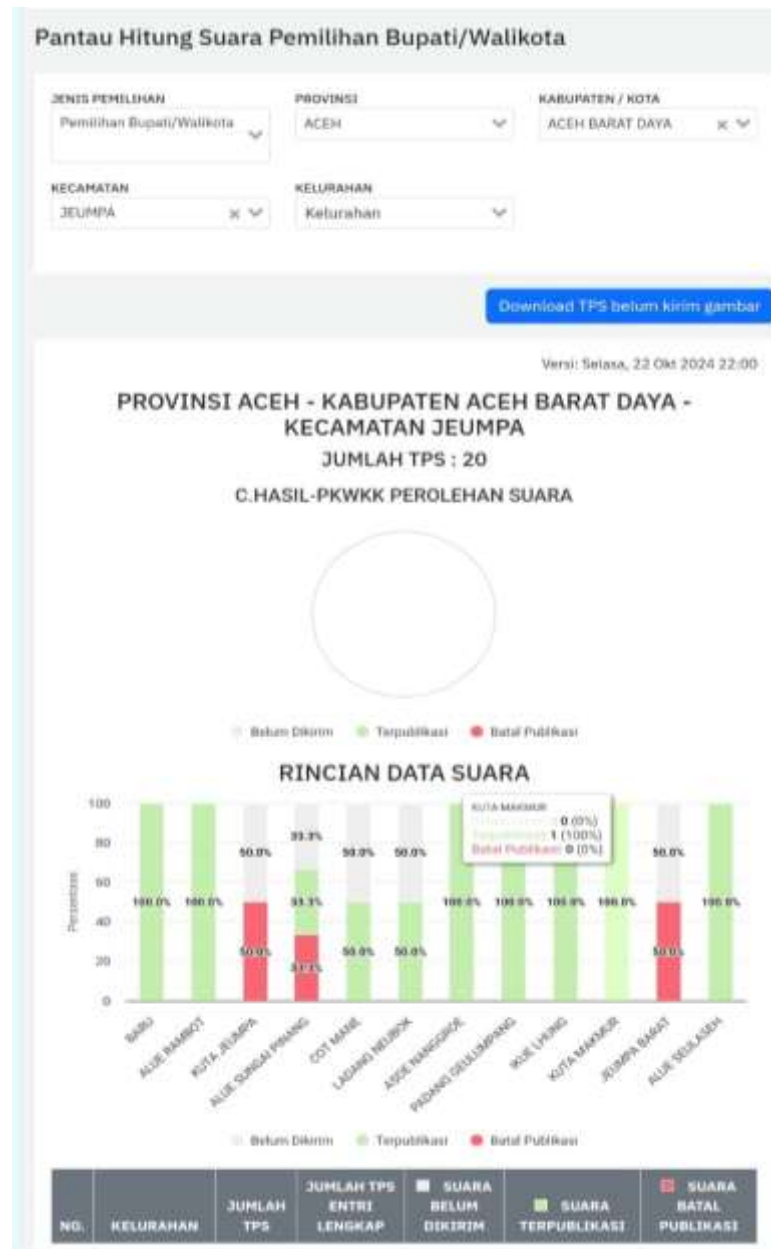 Pantau Hitung Suara Pemilihan Bupati/Walikota
JENIS PEMILIHAN
PROVINSI
KABUPATEN / KOTA
Pemilihan Bupati/Walikota
ACEH
ACEH BARAT DAYA
KECAMATAN
KELURAHAN
JEUMPA
Kelurahan
Download TPS belum kirim gambar
Versi: Selasa, 22 Okt 2024 22:00
PROVINSI ACEH - KABUPATEN ACEH BARAT DAYA -
KECAMATAN JEUMPA
JUMLAH TPS : 20
C.HASIL-PKWKK PEROLEHAN SUARA
Belum Dikirim Terpublikasi Batal Publikasi
RINCIAN DATA SUARA
Persentase
100
80
60
40
20
0
KUTA MAKMUR
0 (0%)
1 (100%)
Batal Publikasi 0 (0%)
50.0% 33.3% 50.0% 50.0% 50.0%
100.0% 100.0% 33.3% 100.0% 100.0% 100.0% 100.0% 100.0%
50.0% 33.3% 50.0% 50.0% 50.0%
BARU
ALUE RAMBOT
KUTA JEUMPA
ALUE SUNGAI PINANG
COT MANE
LADANG NEUBOK
ASOE NANGGROE
PADANG GEULUMPANG
IKUE LHUNG
KUTA MAKMUR
JEUMPA BARAT
ALUE SEULASEH
Belum Dikirim Terpublikasi Batal Publikasi
NO.
KELURAHAN
JUMLAH TPS
JUMLAH TPS ENTRI LENGKAP
SUARA BELUM DIKIRIM
SUARA TERPUBLIKASI
SUARA BATAL PUBLIKASI